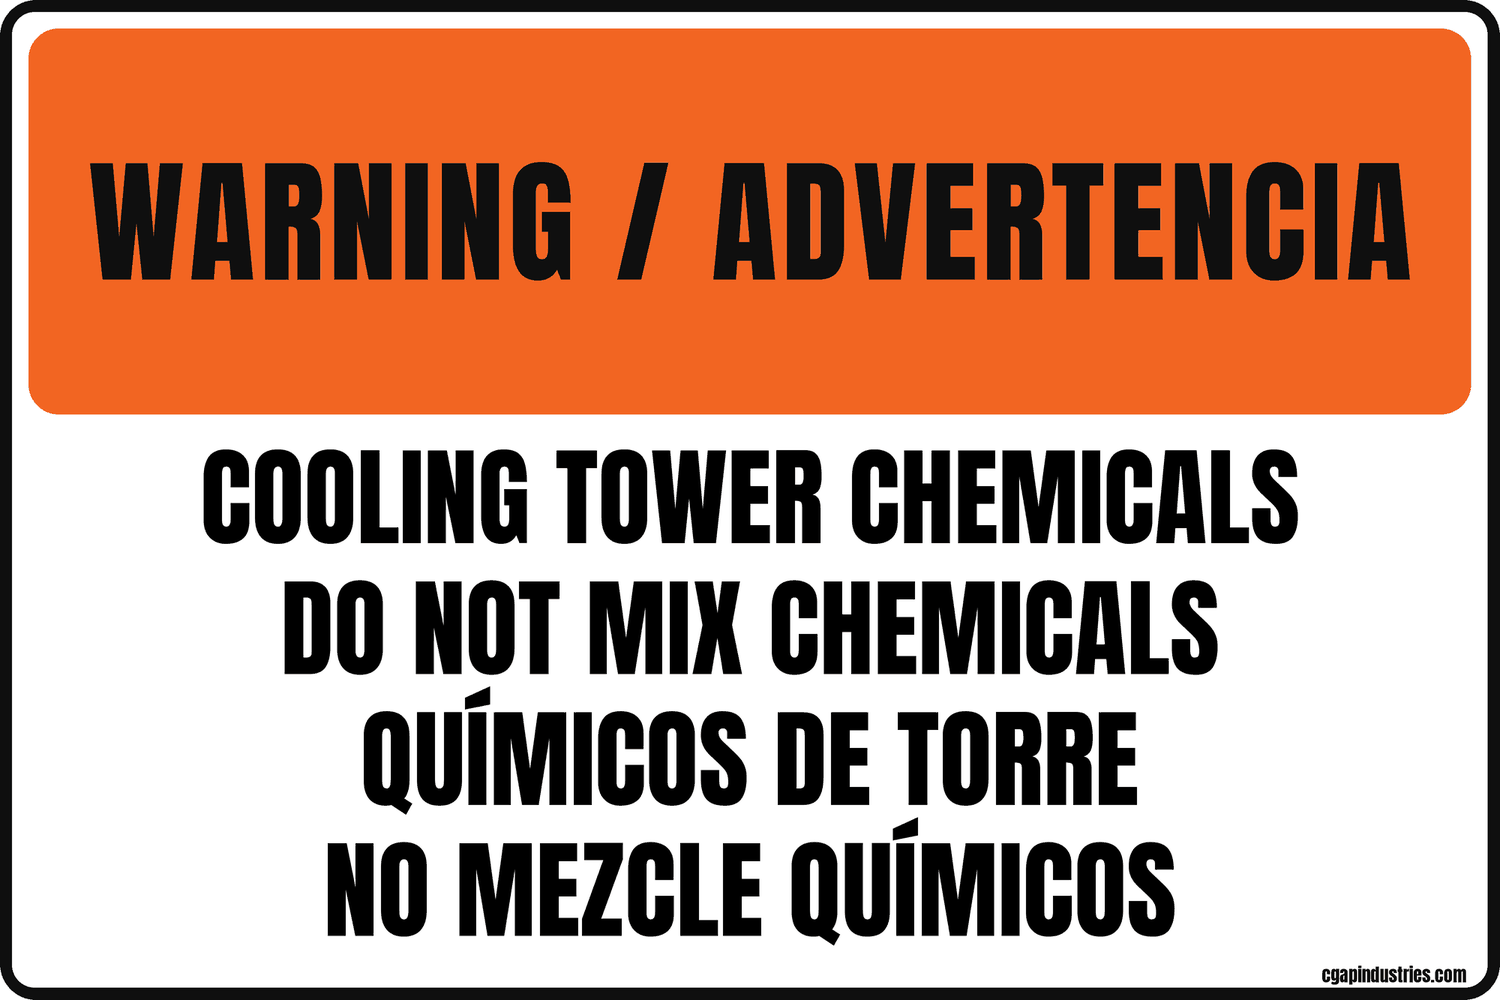 WARNING / ADVERTENCIA
COOLING TOWER CHEMICALS
DO NOT MIX CHEMICALS
QUÍMICOS DE TORRE
NO MEZCLE QUÍMICOS
cgapindustries.com